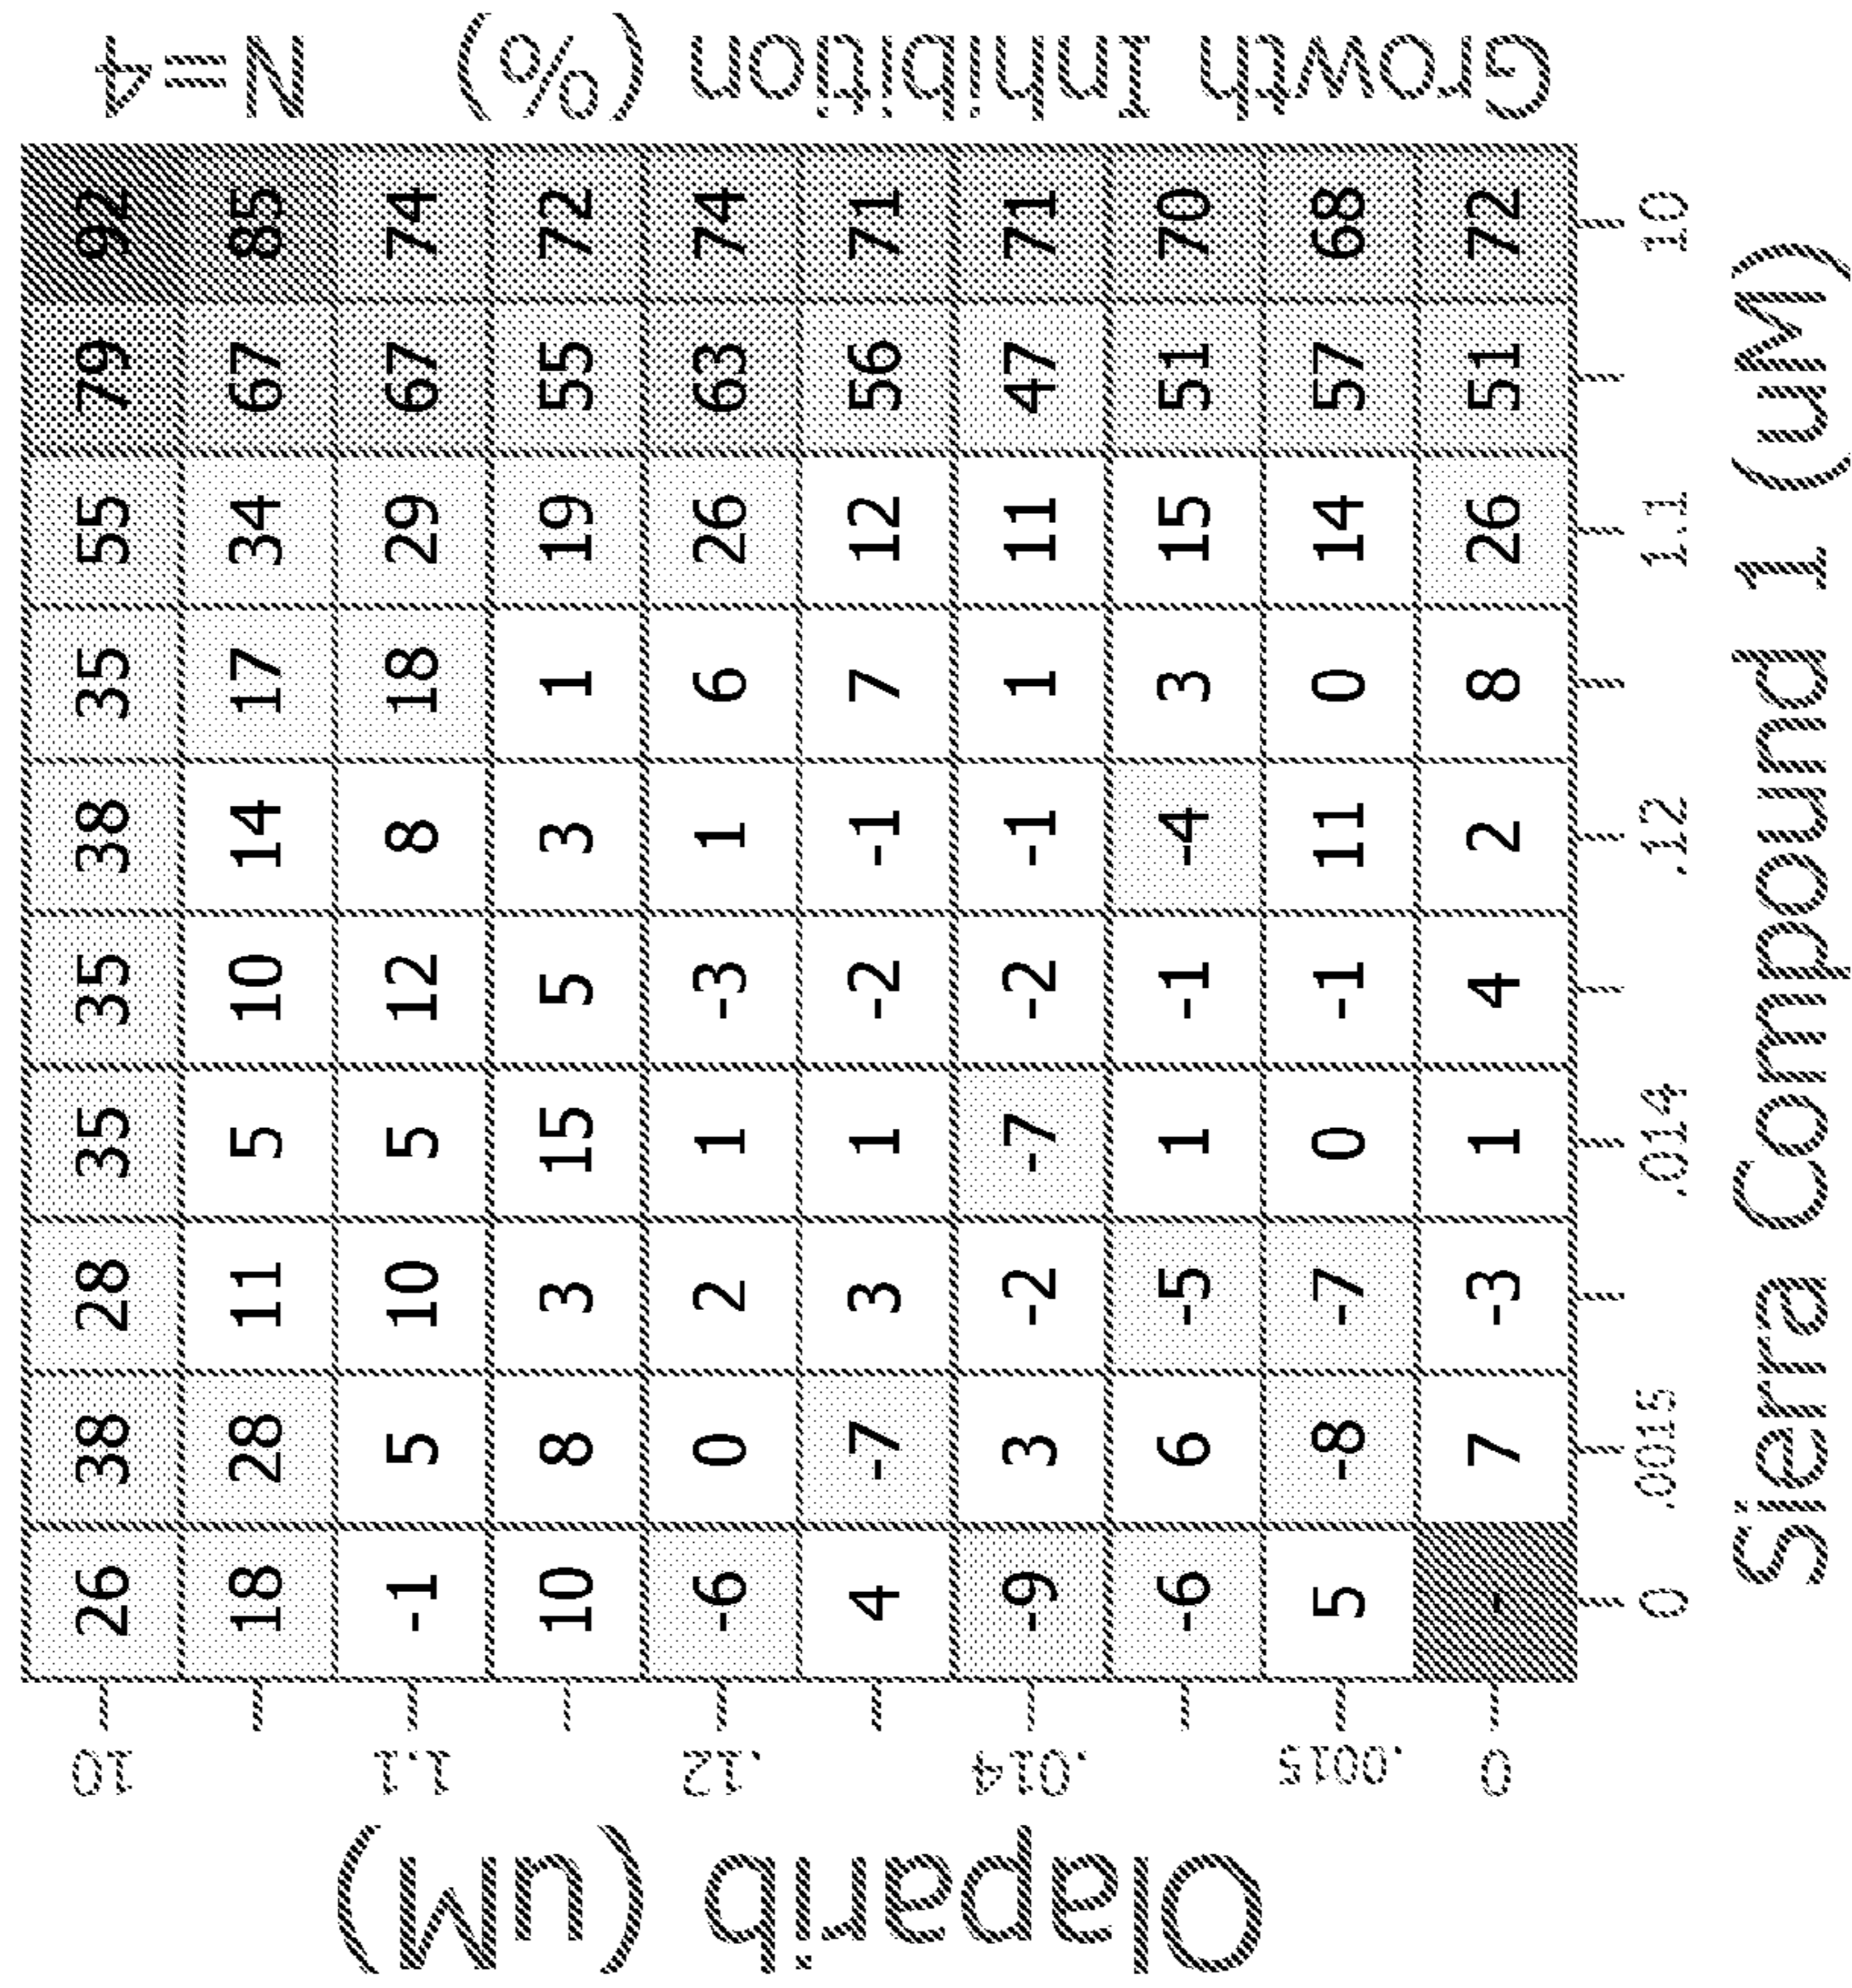 N=4
Growth Inhibition (%)
Olaparib (uM)
10 26 38 28 35 35 38 35 55 79 92
18 28 11 5 10 14 17 34 67 85
1.1 -1 5 10 5 12 8 18 29 67 74
10 8 3 15 5 3 1 19 55 72
.12 -6 0 2 1 -3 1 6 26 63 74
4 -7 3 1 -2 -1 7 12 56 71
.014 -9 3 -2 -7 -2 -1 1 11 47 71
-6 6 -5 1 -1 -4 3 15 51 70
.0015 5 -8 -7 0 -1 11 0 14 57 68
0 - 7 -3 1 4 2 8 26 51 72
0 .0015 .014 .12 1.1 10
Sierra Compound 1 (uM)